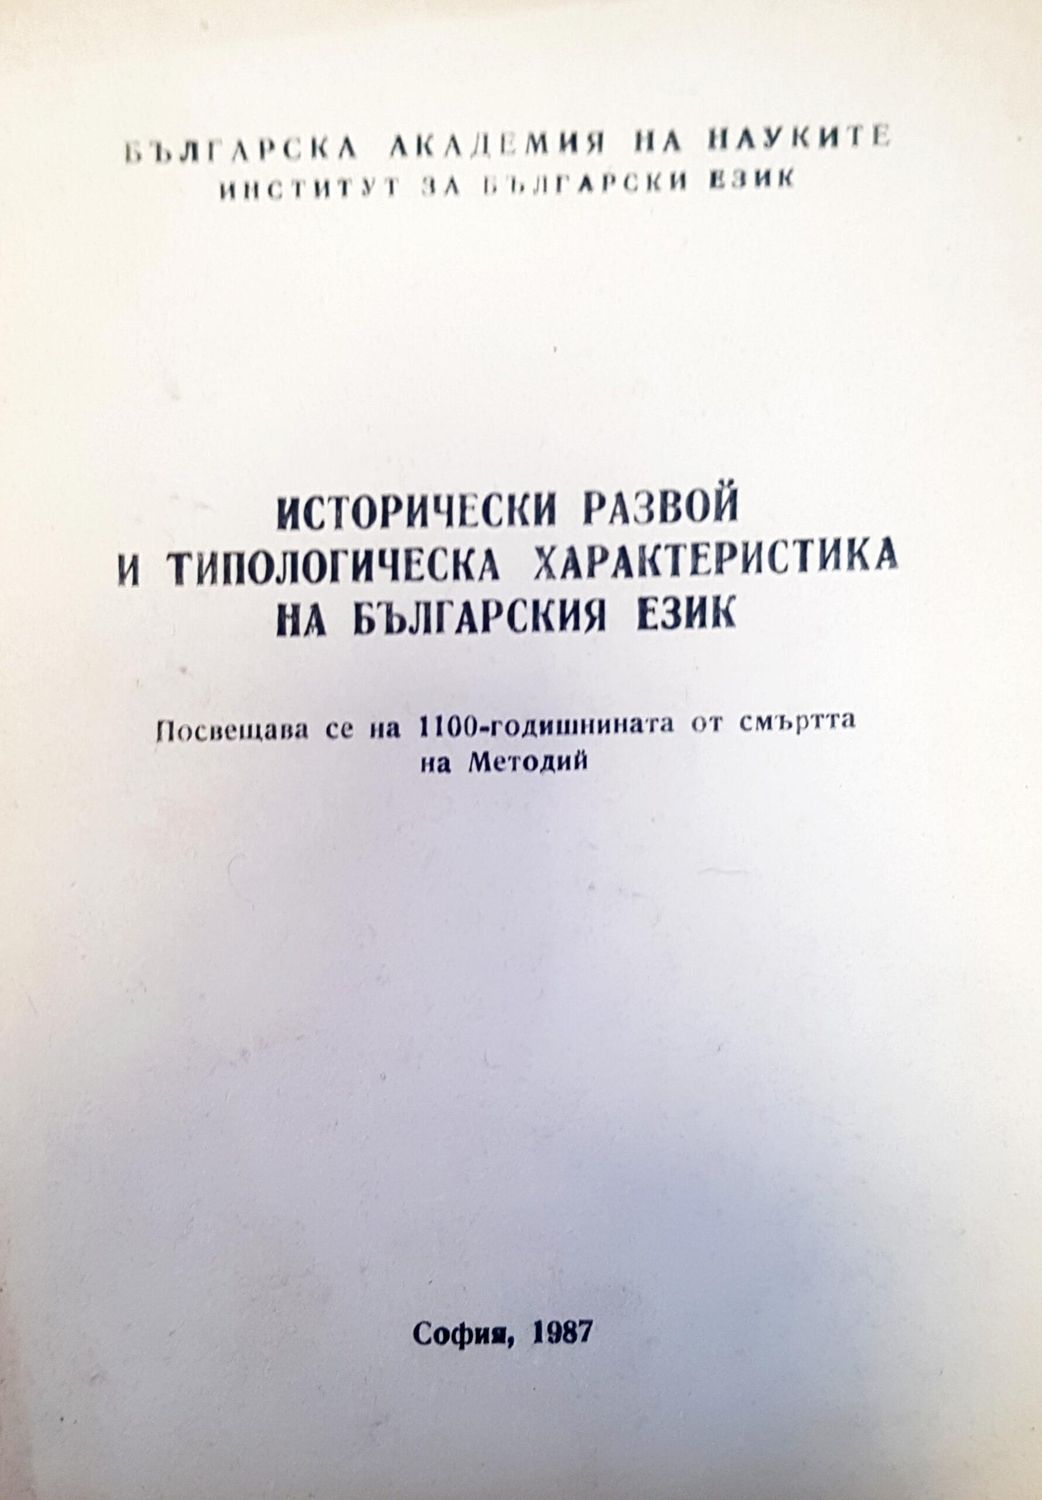 БЪЛГАРСКА АКАДЕМИЯ НА НАУКИТЕ
ИНСТИТУТ ЗА БЪЛГАРСКИ ЕЗИК
ИСТОРИЧЕСКИ РАЗВОЙ
И ТИПОЛОГИЧЕСКА ХАРАКТЕРИСТИКА
НА БЪЛГАРСКИЯ ЕЗИК
Посвещава се на 1100-годишнината от смъртта
на Методий
София, 1987